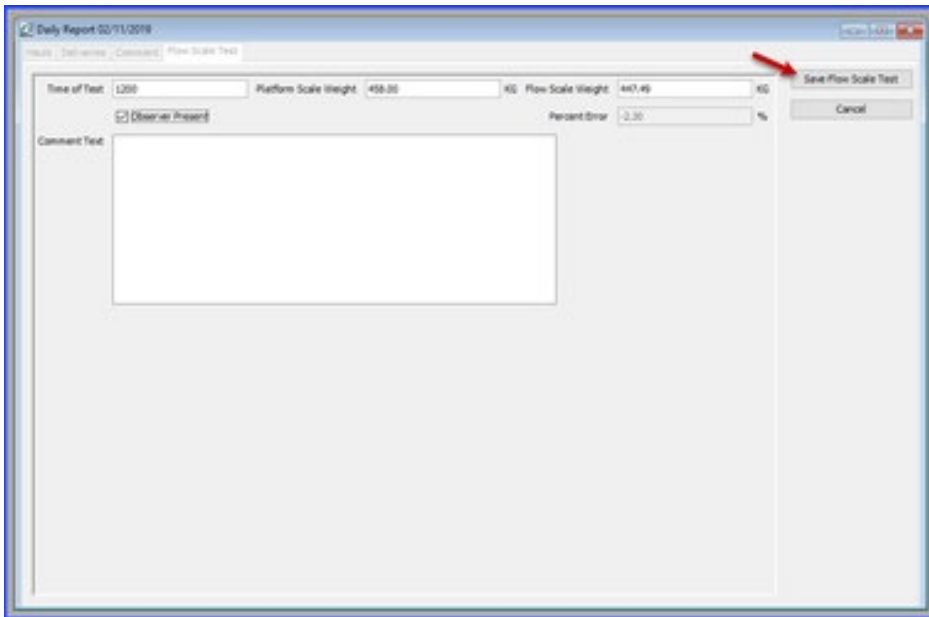 Daily Report 02/11/2019
Hauls Deliveries Comment Flow Scale Test
Time of Text 1200 Platform Scale Weight 458.00 KG Flow Scale Weight 447.49 KG Save Flow Scale Test
Observer Present Percent Error -2.30 % Cancel
Comment Text